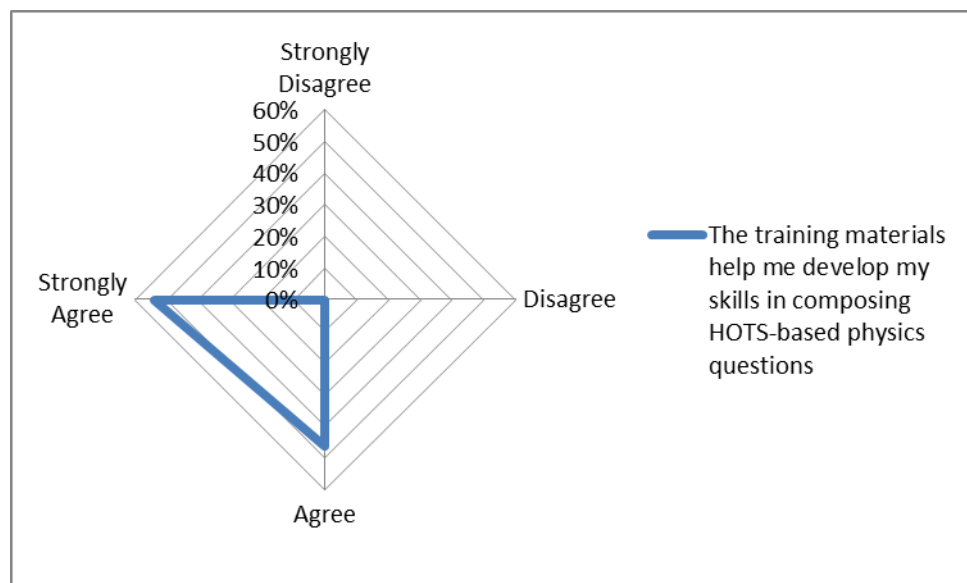 Strongly
Disagree
60%
50%
40%
30%
20%
10%
0%
Strongly
Agree
Disagree
Agree
The training materials
help me develop my
skills in composing
HOTS-based physics
questions